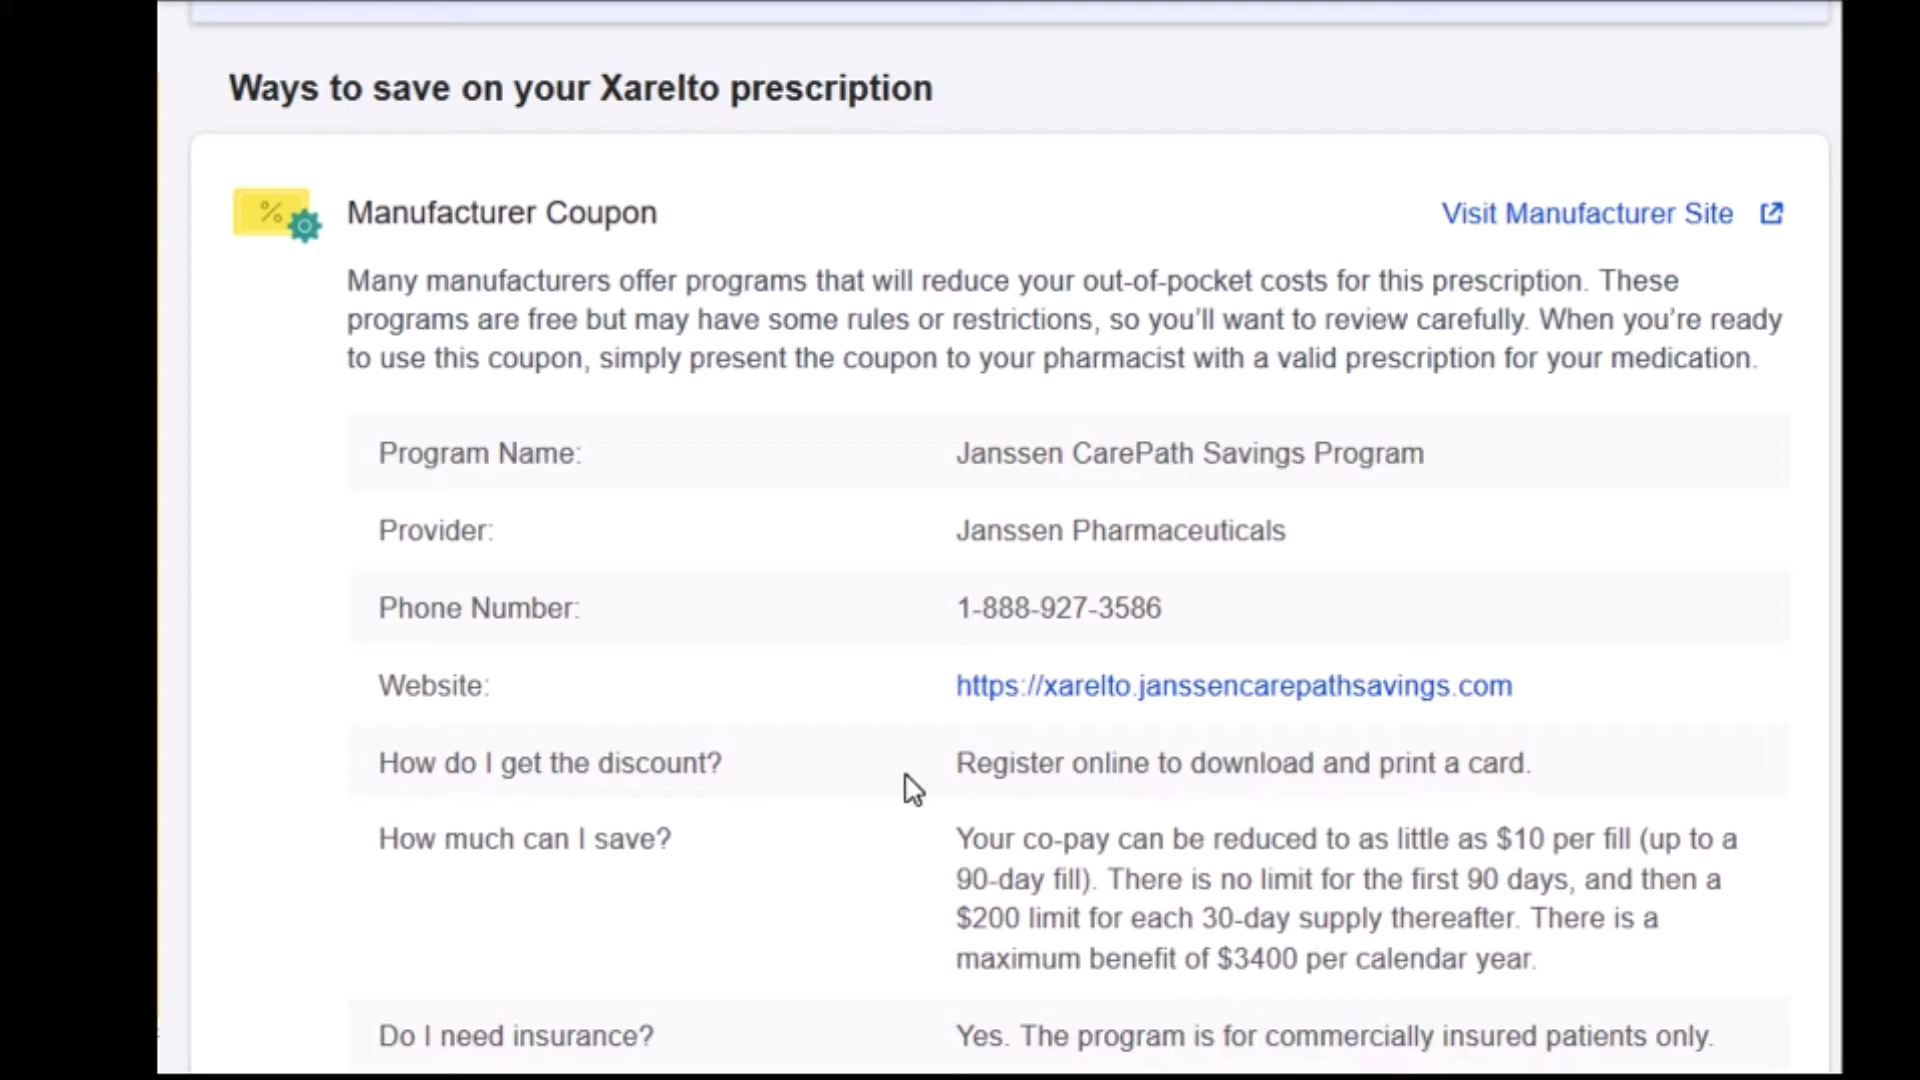 Ways to save on your Xarelto prescription
%
Manufacturer Coupon
Visit Manufacturer Site
Many manufacturers offer programs that will reduce your out-of-pocket costs for this prescription. These
programs are free but may have some rules or restrictions, so you'll want to review carefully. When you're ready
to use this coupon, simply present the coupon to your pharmacist with a valid prescription for your medication.
Program Name: Janssen CarePath Savings Program
Provider: Janssen Pharmaceuticals
Phone Number: 1-888-927-3586
Website: https://xarelto.janssencarepathsavings.com
How do I get the discount? Register online to download and print a card.
How much can I save? Your co-pay can be reduced to as little as $10 per fill (up to a
90-day fill). There is no limit for the first 90 days, and then a
$200 limit for each 30-day supply thereafter. There is a
maximum benefit of $3400 per calendar year.
Do I need insurance? Yes. The program is for commercially insured patients only.